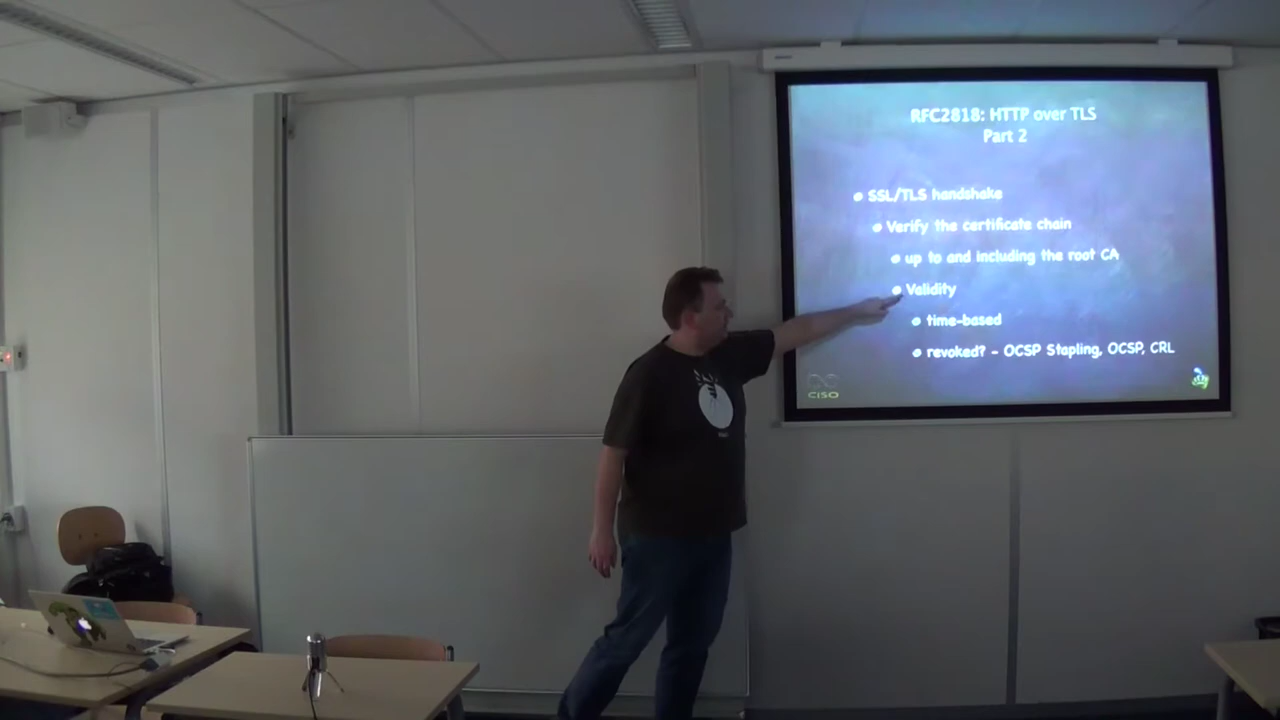 RFC2818: HTTP over TLS
Part 2
SSL/TLS handshake
Verify the certificate chain
up to and including the root CA
Validity
time-based
revoked? - OCSP Stapling, OCSP, CRL
CISO